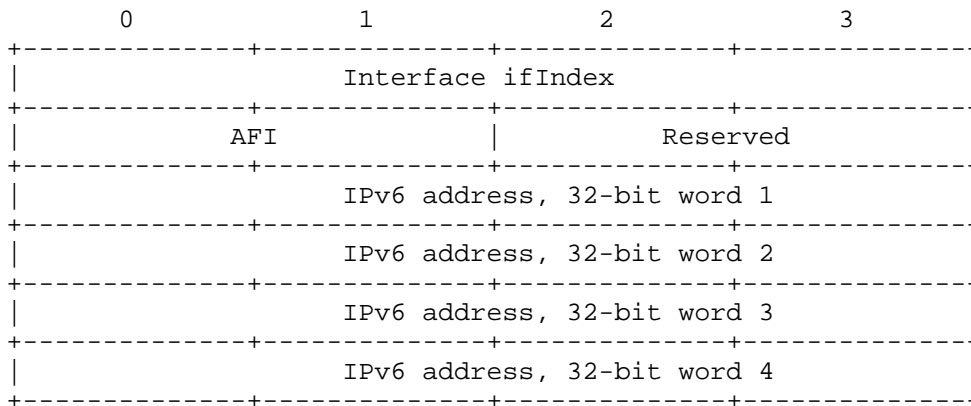 0 1 2 3
+--------------+--------------+--------------+--------------
| Interface ifIndex
+--------------+--------------+--------------+--------------
| AFI | Reserved
+--------------+--------------+--------------+--------------
| IPv6 address, 32-bit word 1
+--------------+--------------+--------------+--------------
| IPv6 address, 32-bit word 2
+--------------+--------------+--------------+--------------
| IPv6 address, 32-bit word 3
+--------------+--------------+--------------+--------------
| IPv6 address, 32-bit word 4
+--------------+--------------+--------------+--------------